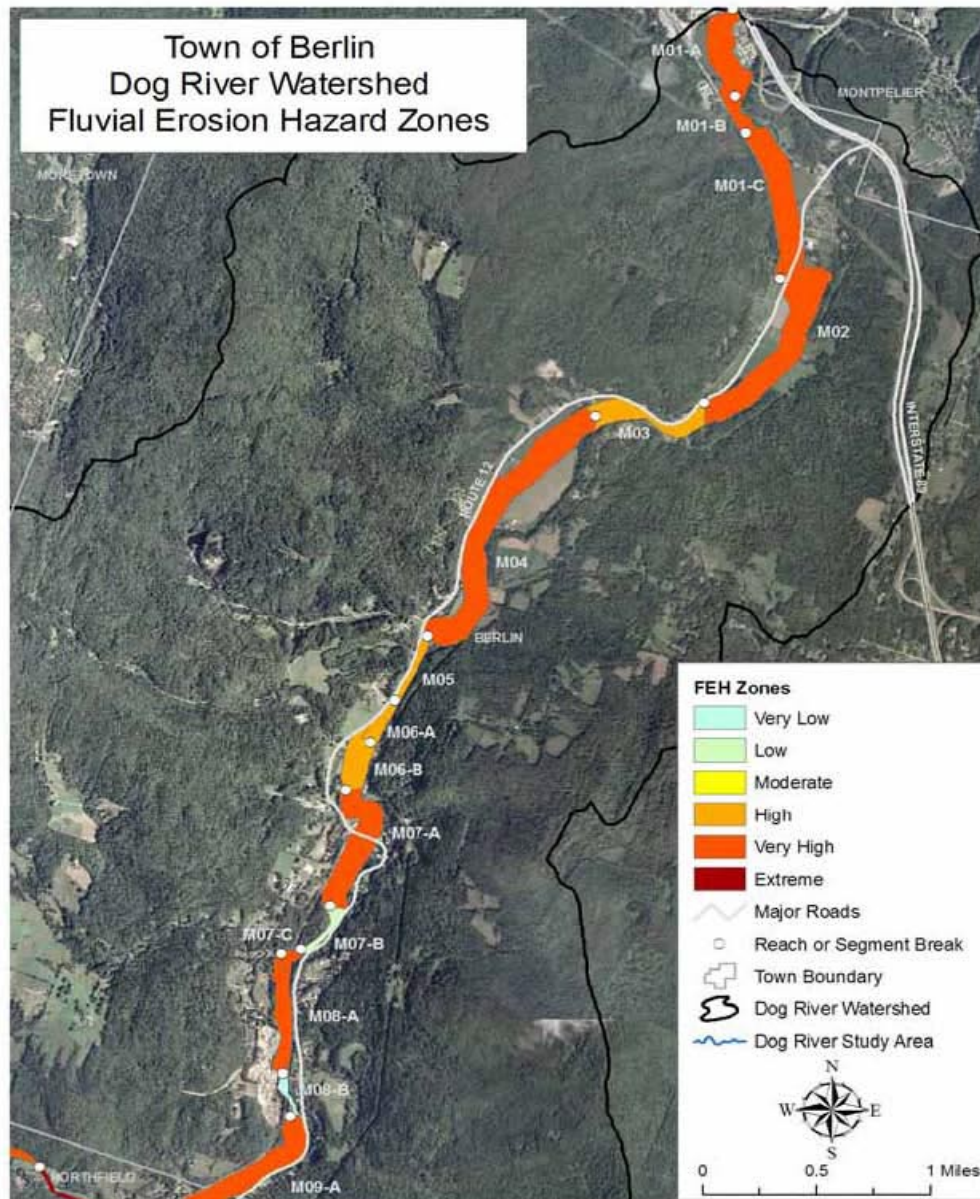 Town of Berlin
Dog River Watershed
Fluvial Erosion Hazard Zones
M01-A
MONTPELIER
M01-B
MORETOWN
M01-C
M02
M03
INTERSTATE 89
ROUTE 12
M04
BERLIN
M05
M06-A
M06-B
M07-A
M07-C
M07-B
M08-A
M08-B
NORTHFIELD
M09-A
FEH Zones
Very Low
Low
Moderate
High
Very High
Extreme
Major Roads
Reach or Segment Break
Town Boundary
Dog River Watershed
Dog River Study Area
N
W E
S
0 0.5 1 Miles